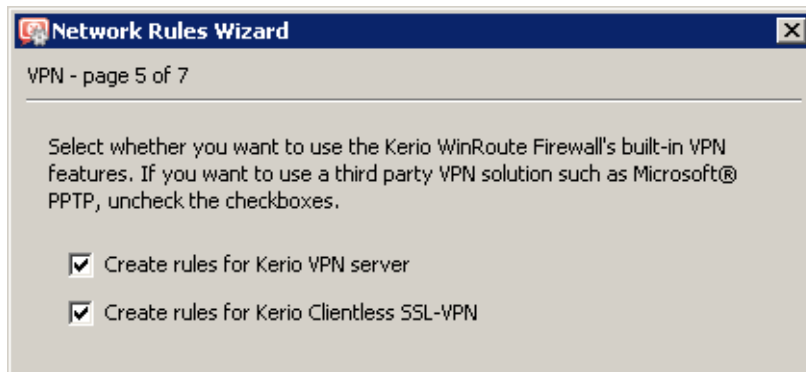 Network Rules Wizard
VPN - page 5 of 7
Select whether you want to use the Kerio WinRoute Firewall's built-in VPN
features. If you want to use a third party VPN solution such as Microsoft®
PPTP, uncheck the checkboxes.
Create rules for Kerio VPN server
Create rules for Kerio Clientless SSL-VPN